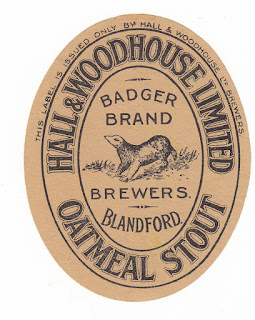 THIS LABEL IS ISSUED ONLY BY HALL & WOODHOUSE LTD BREWERS.
HALL & WOODHOUSE LIMITED
BADGER
BRAND
BREWERS.
BLANDFORD.
OATMEAL STOUT